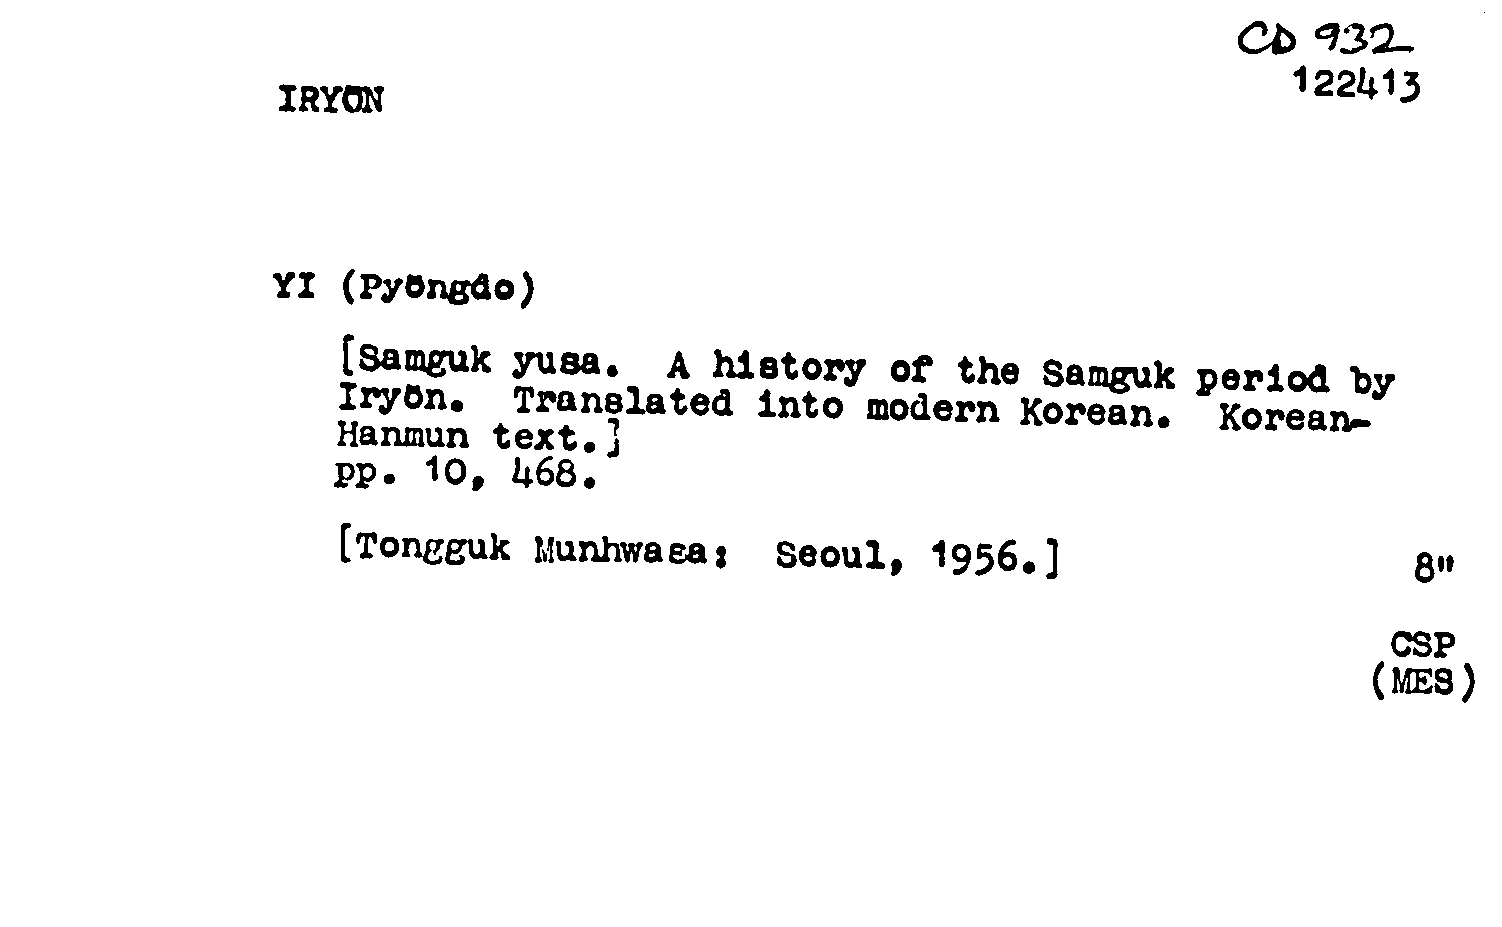 CD 932
122413
IRYŎN
YI (Pyŏngdo)
[Samguk yusa. A history of the Samguk period by
Iryŏn. Translated into modern Korean. Korean-
Hanmun text.]
pp. 10, 468.
[Tongguk Munhwasa: Seoul, 1956.]
8"
CSP
(MES)